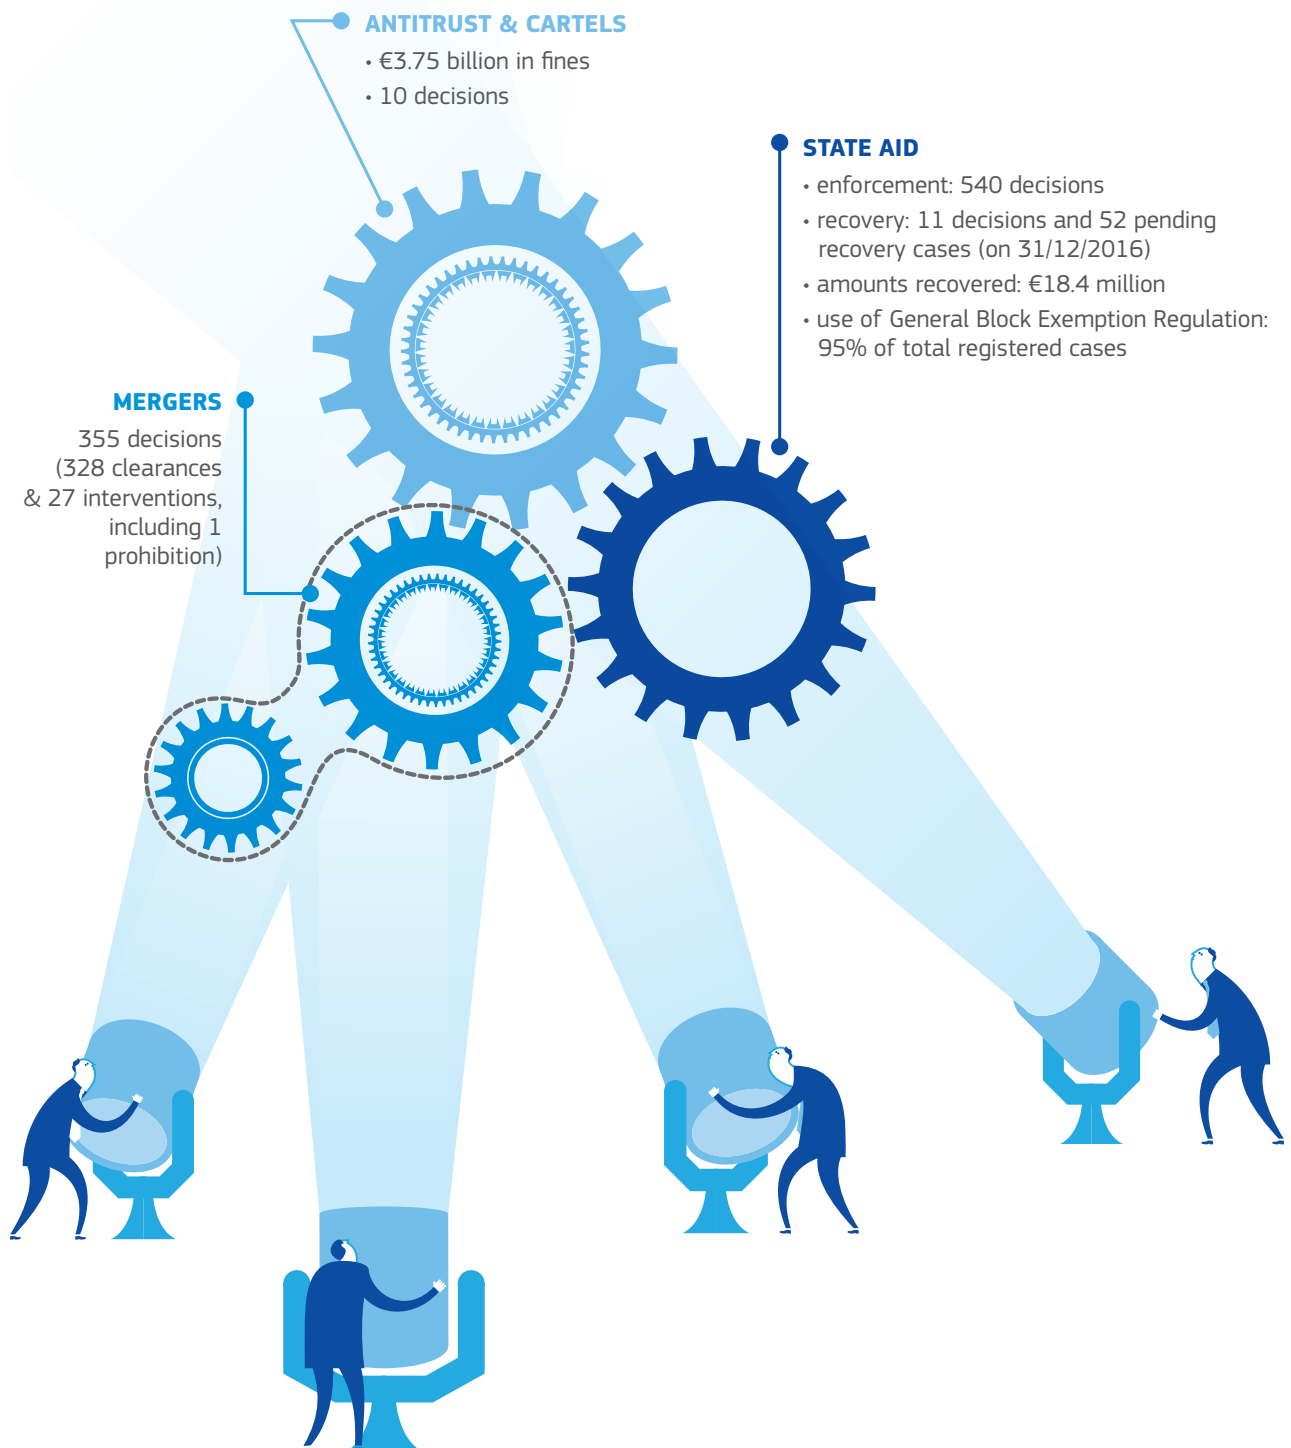 ANTITRUST & CARTELS
• €3.75 billion in fines
• 10 decisions
STATE AID
• enforcement: 540 decisions
• recovery: 11 decisions and 52 pending
recovery cases (on 31/12/2016)
• amounts recovered: €18.4 million
• use of General Block Exemption Regulation:
95% of total registered cases
MERGERS
355 decisions
(328 clearances
& 27 interventions,
including 1
prohibition)